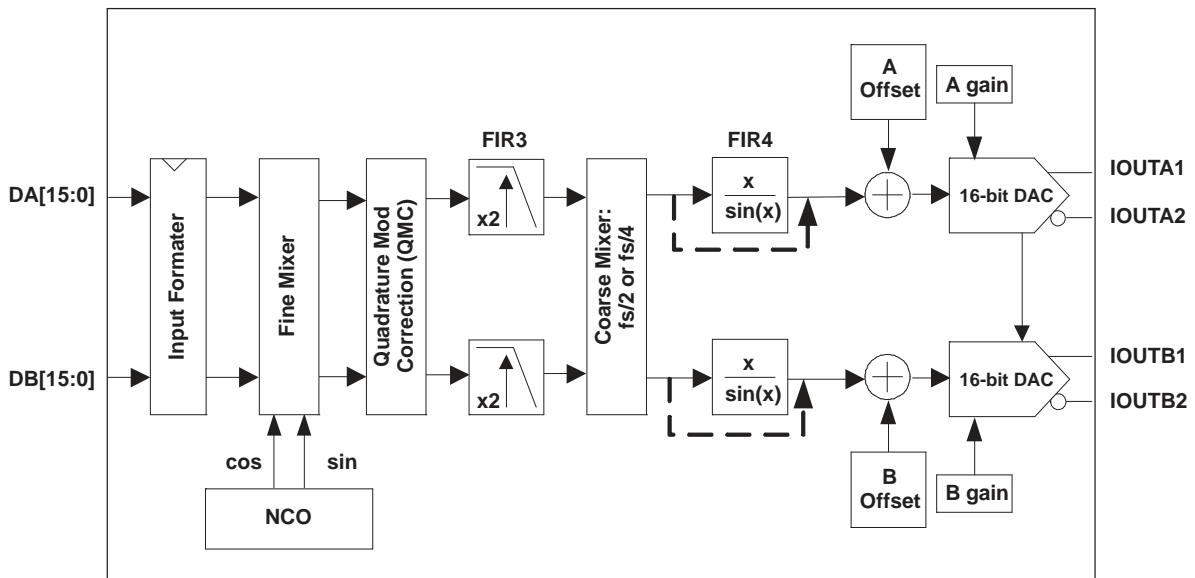 A
Offset
A gain
FIR3
FIR4
DA[15:0]
Input Formater
Fine Mixer
Quadrature Mod
Correction (QMC)
x2
Coarse Mixer:
fs/2 or fs/4
x
sin(x)
16-bit DAC
IOUTA1
IOUTA2
DB[15:0]
x2
x
sin(x)
16-bit DAC
IOUTB1
IOUTB2
cos
sin
NCO
B
Offset
B gain